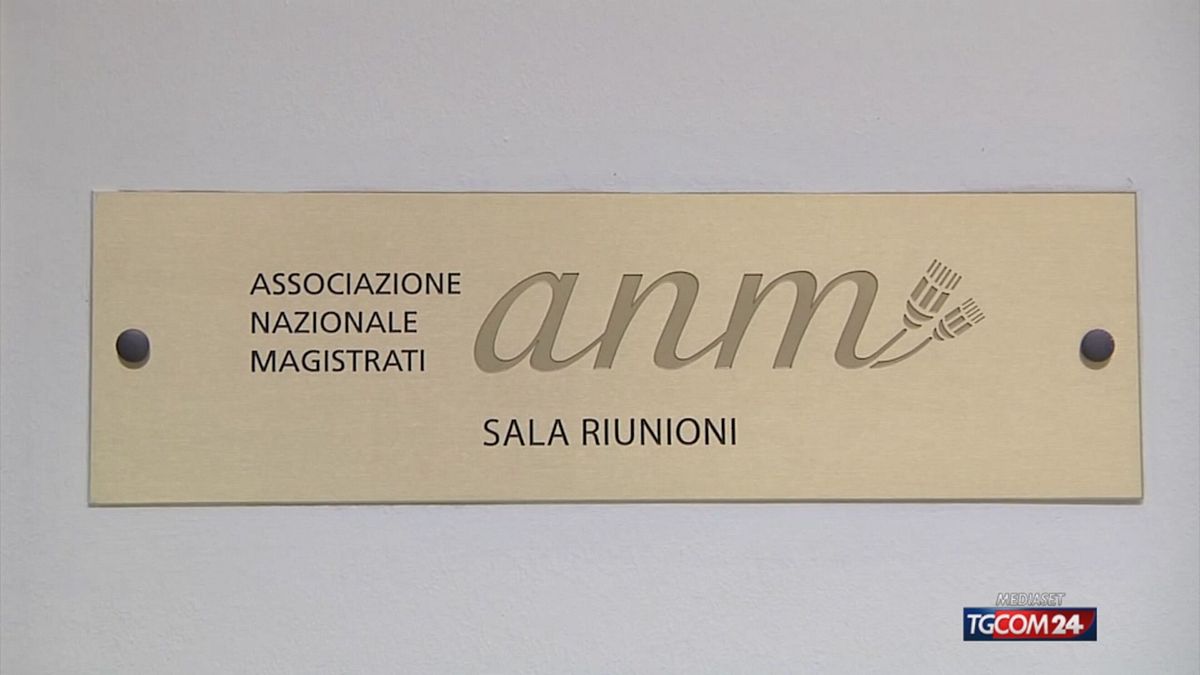 ASSOCIAZIONE
NAZIONALE
MAGISTRATI
anm
SALA RIUNIONI
MEDIASET
TGCOM24